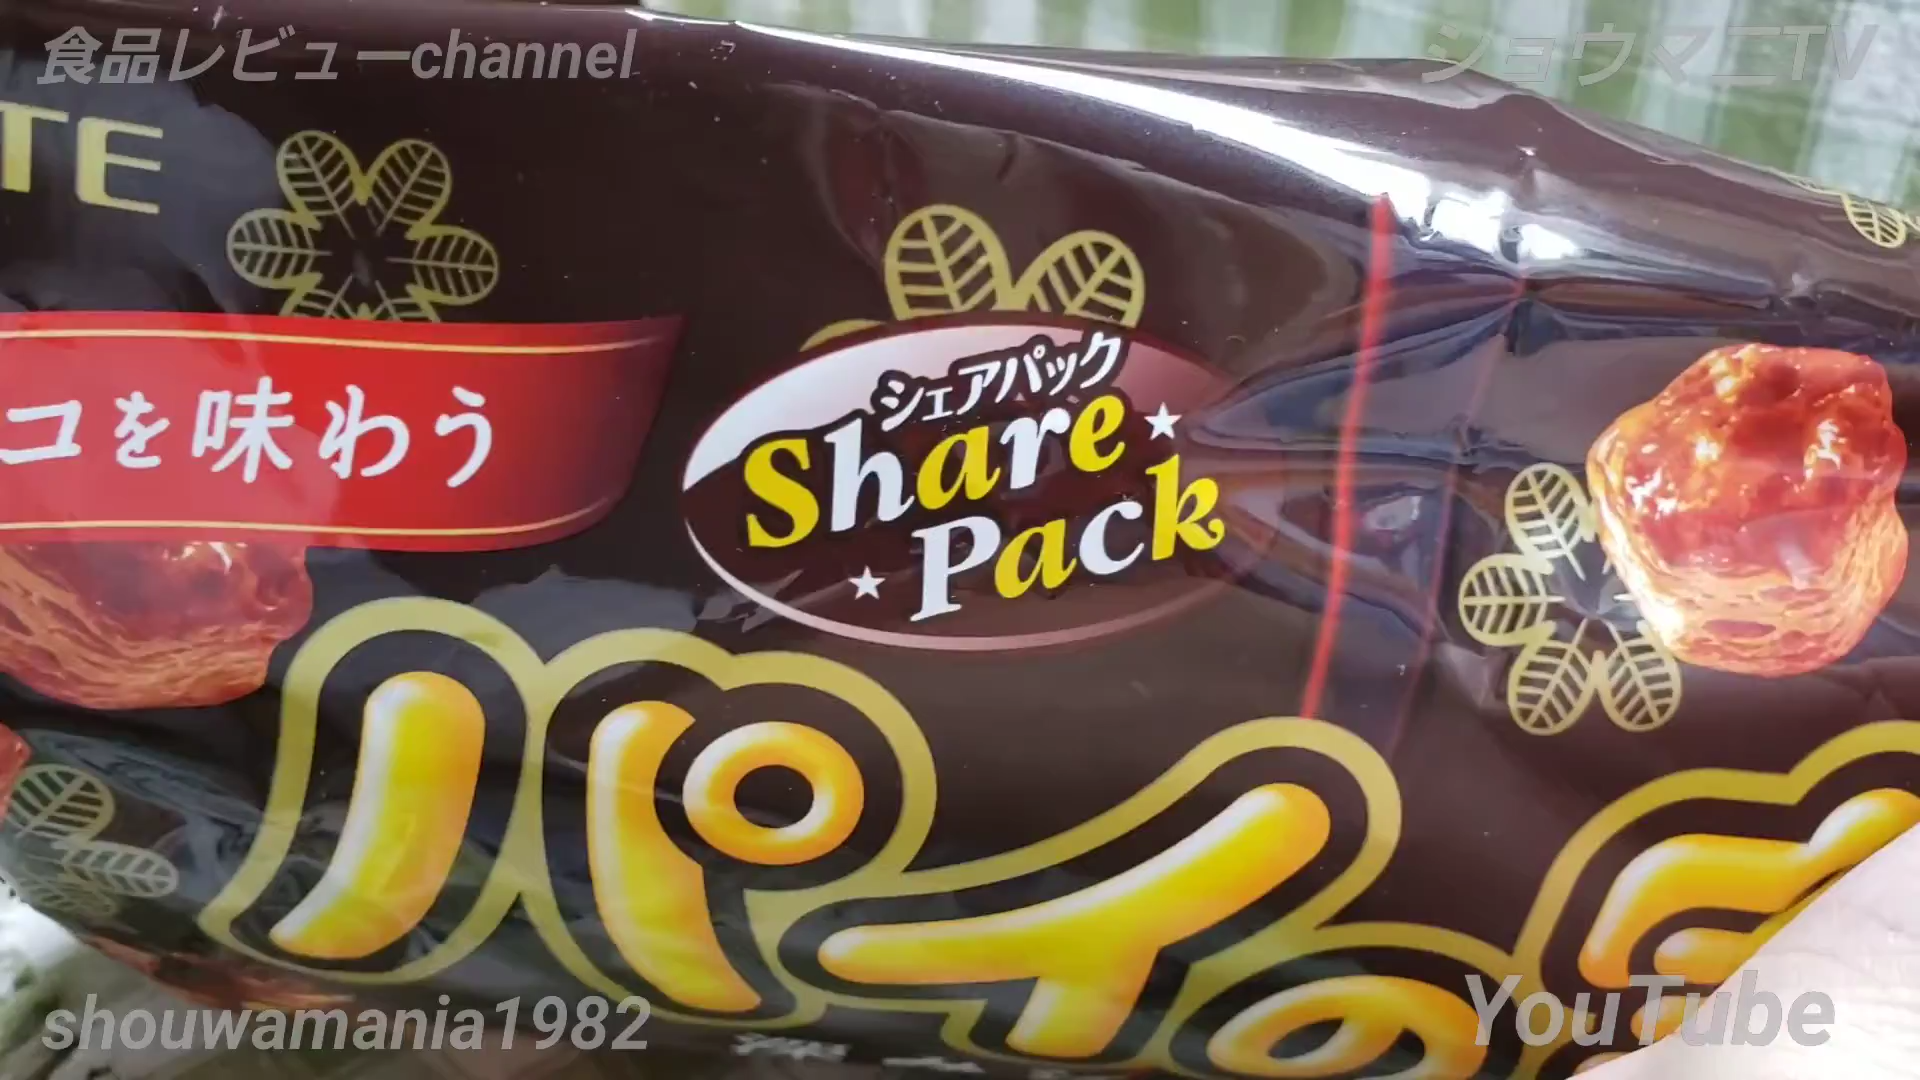 食品レビューchannel
ショウマニTV
TE
シェアパック
Share
Pack
コを味わう
パイの
shouwamania1982
YouTube